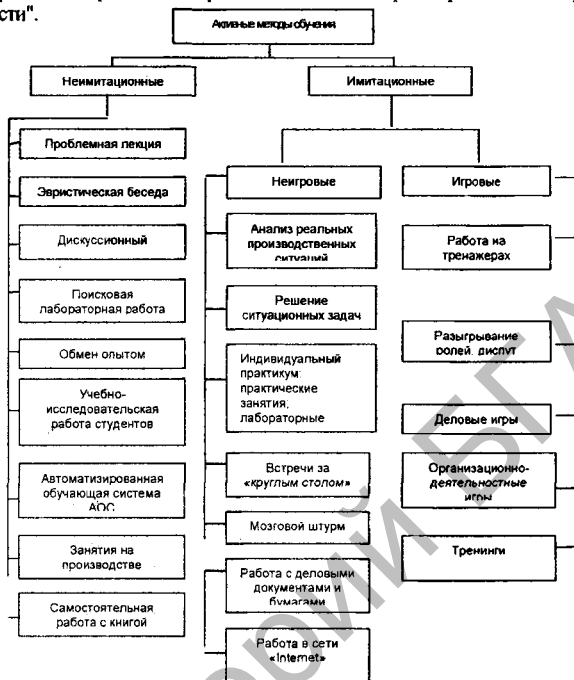 сти".
Активные методы обучения
Неимитационные
Имитационные
Проблемная лекция
Эвристическая беседа
Дискуссионный
Поисковая
лабораторная работа
Обмен опытом
Учебно-
исследовательская
работа студентов
Автоматизированная
обучающая система
АОС
Занятия на
производстве
Самостоятельная
работа с книгой
Неигровые
Анализ реальных
производственных
ситуаций
Решение
ситуационных задач
Индивидуальный
практикум:
практические
занятия;
лабораторные
Встречи за
«круглым столом»
Мозговой штурм
Работа с деловыми
документами и
бумагами
Работа в сети
«Internet»
Игровые
Работа на
тренажерах
Разыгрывание
ролей, диспут
Деловые игры
Организационно-
деятельностные
игры
Тренинги